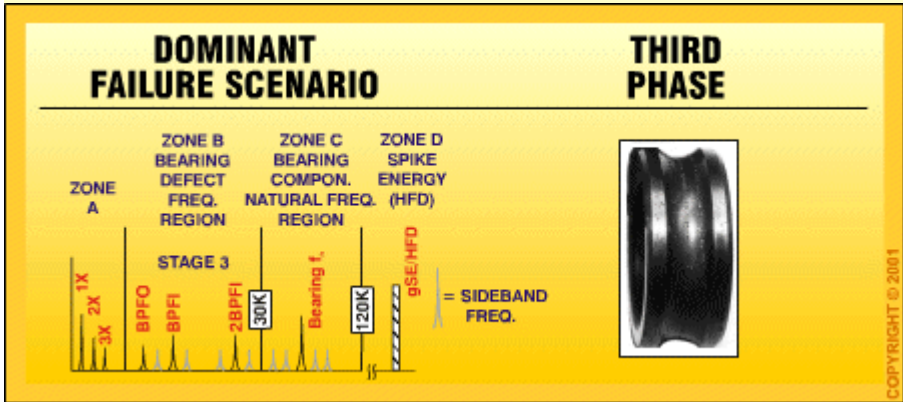 DOMINANT
FAILURE SCENARIO
THIRD
PHASE
ZONE
A
ZONE B
BEARING
DEFECT
FREQ.
REGION
ZONE C
BEARING
COMPON.
NATURAL FREQ.
REGION
ZONE D
SPIKE
ENERGY
(HFD)
STAGE 3
1X
2X
3X
BPFO
BPFI
2BPFI
30K
Bearing fn
120K
gSE/HFD
= SIDEBAND
FREQ.
COPYRIGHT © 2001